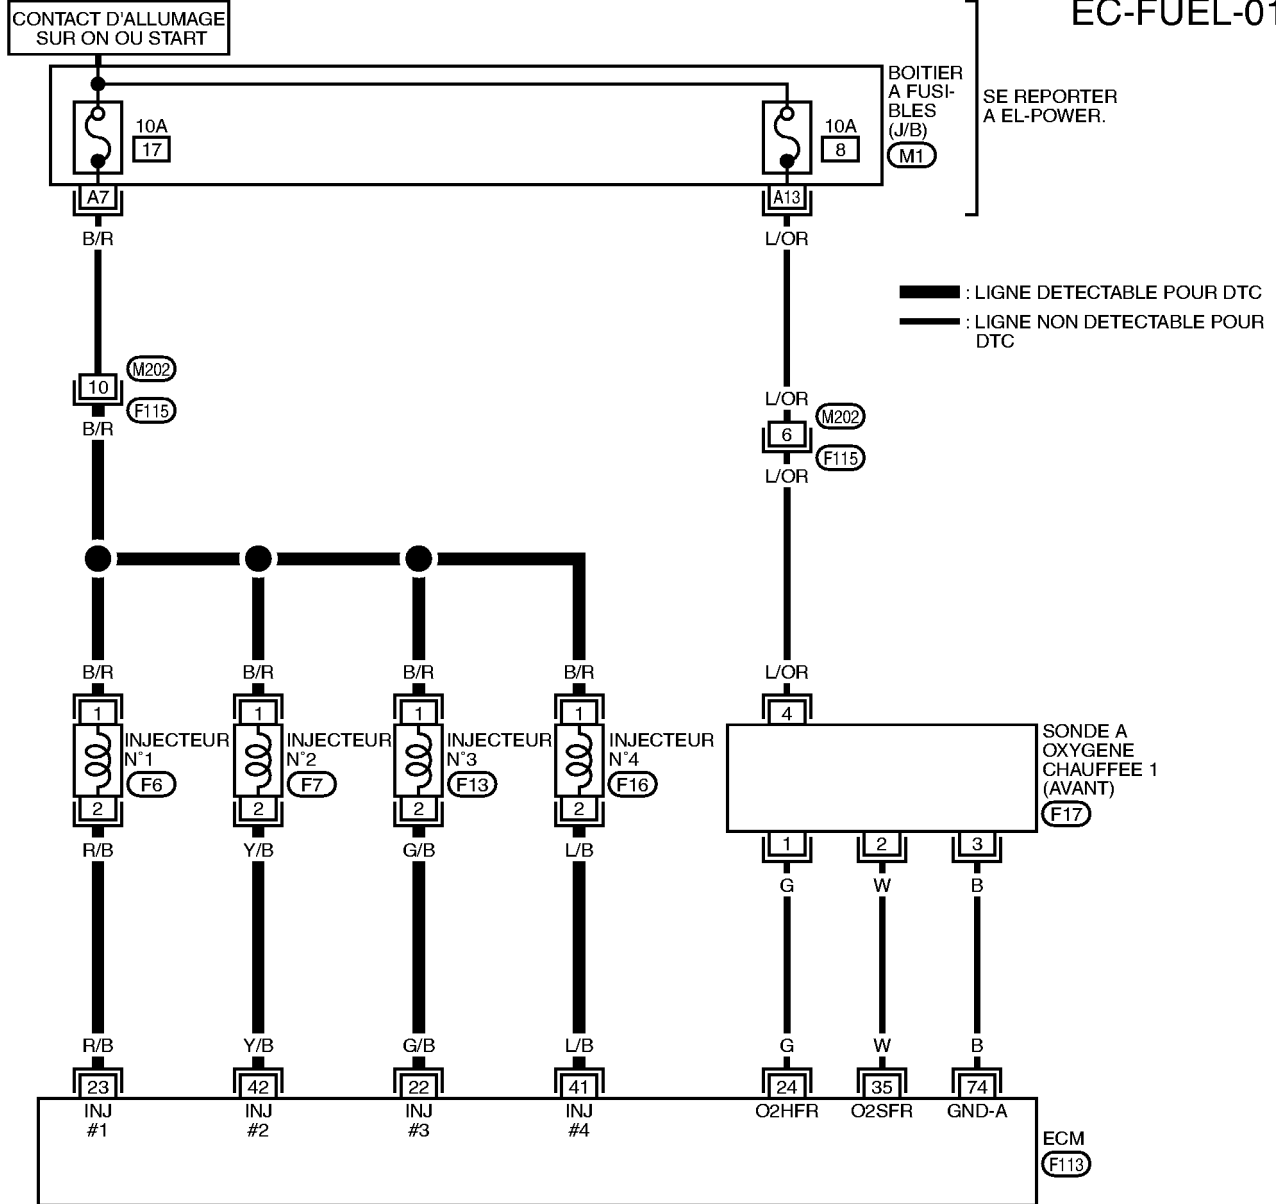 CONTACT D'ALLUMAGE
SUR ON OU START
EC-FUEL-01
BOITIER
A FUSI-
BLES
(J/B)
M1
SE REPORTER
A EL-POWER.
10A
17
10A
8
A7
A13
B/R
L/OR
: LIGNE DETECTABLE POUR DTC
: LIGNE NON DETECTABLE POUR
DTC
M202
10
F115
B/R
L/OR
M202
6
F115
L/OR
B/R
B/R
B/R
B/R
L/OR
1
1
1
1
4
INJECTEUR
N°1
F6
INJECTEUR
N°2
F7
INJECTEUR
N°3
F13
INJECTEUR
N°4
F16
SONDE A
OXYGENE
CHAUFFEE 1
(AVANT)
F17
2
2
2
2
1
2
3
R/B
Y/B
G/B
L/B
G
W
B
R/B
Y/B
G/B
L/B
G
W
B
23
42
22
41
24
35
74
INJ
#1
INJ
#2
INJ
#3
INJ
#4
O2HFR
O2SFR
GND-A
ECM
F113